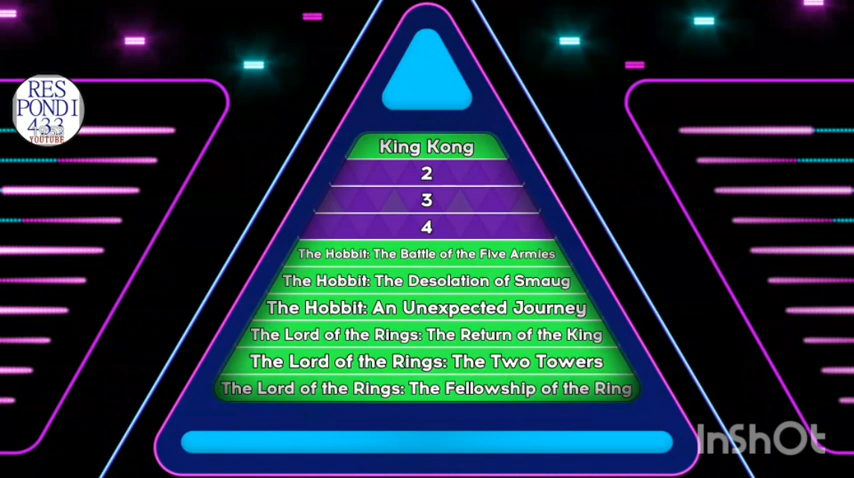 RES
PONDI
433
YOUTUBE
King Kong
2
3
4
The Hobbit: The Battle of the Five Armies
The Hobbit: The Desolation of Smaug
The Hobbit: An Unexpected Journey
The Lord of the Rings: The Return of the King
The Lord of the Rings: The Two Towers
The Lord of the Rings: The Fellowship of the Ring
InShOt